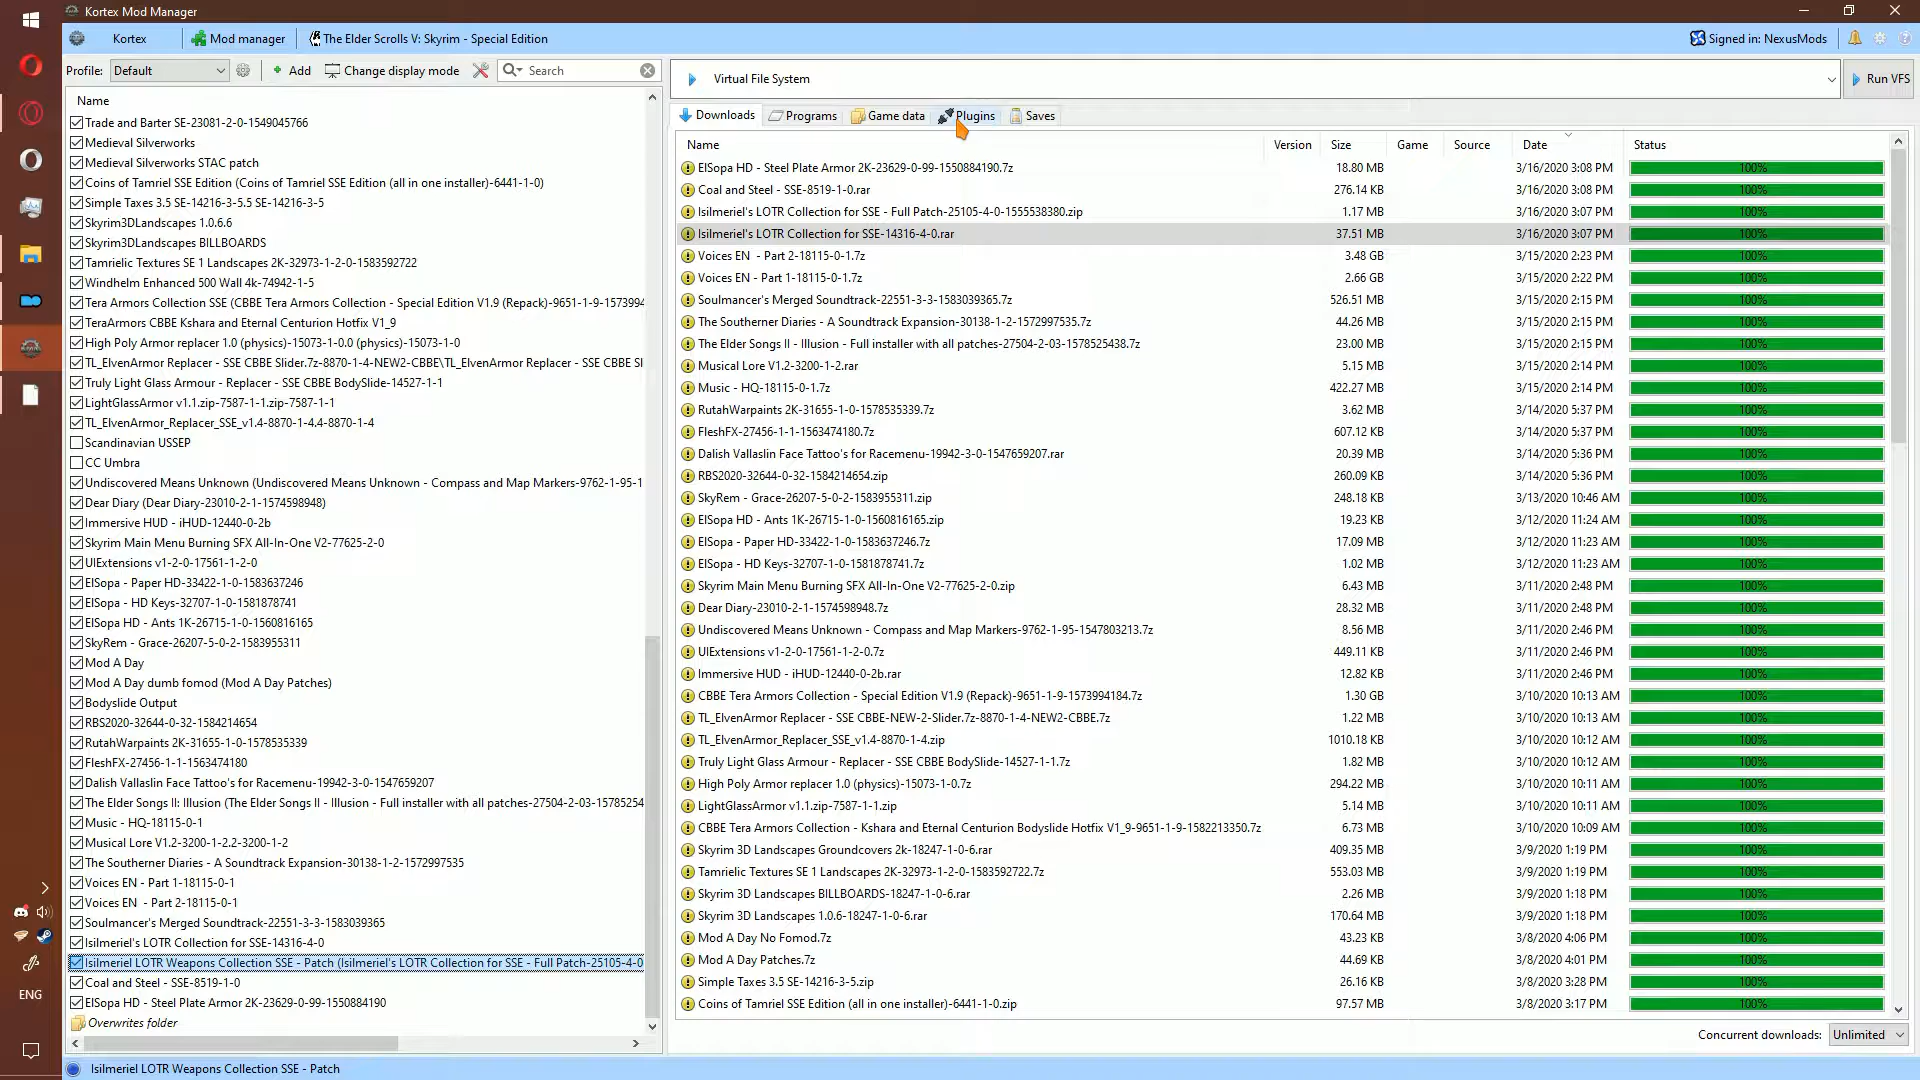 Kortex Mod Manager
Kortex Mod manager The Elder Scrolls V: Skyrim - Special Edition Signed in: NexusMods
Profile: Default Add Change display mode Search
Virtual File System Run VFS
Downloads Programs Game data Plugins Saves
Name
Trade and Barter SE-23081-2-0-1549045766
Medieval Silverworks
Medieval Silverworks STAC patch
Coins of Tamriel SSE Edition (Coins of Tamriel SSE Edition (all in one installer)-6441-1-0)
Simple Taxes 3.5 SE-14216-3-5.5 SE-14216-3-5
Skyrim3DLandscapes 1.0.6.6
Skyrim3DLandscapes BILLBOARDS
Tamrielic Textures SE 1 Landscapes 2K-32973-1-2-0-1583592722
Windhelm Enhanced 500 Wall 4k-74942-1-5
Tera Armors Collection SSE (CBBE Tera Armors Collection - Special Edition V1.9 (Repack)-9651-1-9-1573994
TeraArmors CBBE Kshara and Eternal Centurion Hotfix V1_9
High Poly Armor replacer 1.0 (physics)-15073-1-0.0 (physics)-15073-1-0
TL_ElvenArmor Replacer - SSE CBBE Slider.7z-8870-1-4-NEW2-CBBE\TL_ElvenArmor Replacer - SSE CBBE Sl
Truly Light Glass Armour - Replacer - SSE CBBE BodySlide-14527-1-1
LightGlassArmor v1.1.zip-7587-1-1.zip-7587-1-1
TL_ElvenArmor_Replacer_SSE_v1.4-8870-1-4.4-8870-1-4
Scandinavian USSEP
CC Umbra
Undiscovered Means Unknown (Undiscovered Means Unknown - Compass and Map Markers-9762-1-95-1
Dear Diary (Dear Diary-23010-2-1-1574598948)
Immersive HUD - iHUD-12440-0-2b
Skyrim Main Menu Burning SFX All-In-One V2-77625-2-0
UIExtensions v1-2-0-17561-1-2-0
ElSopa - Paper HD-33422-1-0-1583637246
ElSopa - HD Keys-32707-1-0-1581878741
ElSopa HD - Ants 1K-26715-1-0-1560816165
SkyRem - Grace-26207-5-0-2-1583955311
Mod A Day
Mod A Day dumb fomod (Mod A Day Patches)
Bodyslide Output
RBS2020-32644-0-32-1584214654
RutahWarpaints 2K-31655-1-0-1578535339
FleshFX-27456-1-1-1563474180
Dalish Vallaslin Face Tattoo's for Racemenu-19942-3-0-1547659207
The Elder Songs II: Illusion (The Elder Songs II - Illusion - Full installer with all patches-27504-2-03-15785254
Music - HQ-18115-0-1
Musical Lore V1.2-3200-1-2.2-3200-1-2
The Southerner Diaries - A Soundtrack Expansion-30138-1-2-1572997535
Voices EN - Part 1-18115-0-1
Voices EN - Part 2-18115-0-1
Soulmancer's Merged Soundtrack-22551-3-3-1583039365
Isilmeriel's LOTR Collection for SSE-14316-4-0
Isilmeriel LOTR Weapons Collection SSE - Patch (Isilmeriel's LOTR Collection for SSE - Full Patch-25105-4-0
Coal and Steel - SSE-8519-1-0
ElSopa HD - Steel Plate Armor 2K-23629-0-99-1550884190
Overwrites folder
Name Version Size Game Source Date Status
ElSopa HD - Steel Plate Armor 2K-23629-0-99-1550884190.7z 18.80 MB 3/16/2020 3:08 PM 100%
Coal and Steel - SSE-8519-1-0.rar 276.14 KB 3/16/2020 3:08 PM 100%
Isilmeriel's LOTR Collection for SSE - Full Patch-25105-4-0-1555538380.zip 1.17 MB 3/16/2020 3:07 PM 100%
Isilmeriel's LOTR Collection for SSE-14316-4-0.rar 37.51 MB 3/16/2020 3:07 PM 100%
Voices EN - Part 2-18115-0-1.7z 3.48 GB 3/15/2020 2:23 PM 100%
Voices EN - Part 1-18115-0-1.7z 2.66 GB 3/15/2020 2:22 PM 100%
Soulmancer's Merged Soundtrack-22551-3-3-1583039365.7z 526.51 MB 3/15/2020 2:15 PM 100%
The Southerner Diaries - A Soundtrack Expansion-30138-1-2-1572997535.7z 44.26 MB 3/15/2020 2:15 PM 100%
The Elder Songs II - Illusion - Full installer with all patches-27504-2-03-1578525438.7z 23.00 MB 3/15/2020 2:15 PM 100%
Musical Lore V1.2-3200-1-2.rar 5.15 MB 3/15/2020 2:14 PM 100%
Music - HQ-18115-0-1.7z 422.27 MB 3/15/2020 2:14 PM 100%
RutahWarpaints 2K-31655-1-0-1578535339.7z 3.62 MB 3/14/2020 5:37 PM 100%
FleshFX-27456-1-1-1563474180.7z 607.12 KB 3/14/2020 5:37 PM 100%
Dalish Vallaslin Face Tattoo's for Racemenu-19942-3-0-1547659207.rar 20.39 MB 3/14/2020 5:36 PM 100%
RBS2020-32644-0-32-1584214654.zip 260.09 KB 3/14/2020 5:36 PM 100%
SkyRem - Grace-26207-5-0-2-1583955311.zip 248.18 KB 3/13/2020 10:46 AM 100%
ElSopa HD - Ants 1K-26715-1-0-1560816165.zip 19.23 KB 3/12/2020 11:24 AM 100%
ElSopa - Paper HD-33422-1-0-1583637246.7z 17.09 MB 3/12/2020 11:23 AM 100%
ElSopa - HD Keys-32707-1-0-1581878741.7z 1.02 MB 3/12/2020 11:23 AM 100%
Skyrim Main Menu Burning SFX All-In-One V2-77625-2-0.zip 6.43 MB 3/11/2020 2:48 PM 100%
Dear Diary-23010-2-1-1574598948.7z 28.32 MB 3/11/2020 2:48 PM 100%
Undiscovered Means Unknown - Compass and Map Markers-9762-1-95-1547803213.7z 8.56 MB 3/11/2020 2:46 PM 100%
UIExtensions v1-2-0-17561-1-2-0.7z 449.11 KB 3/11/2020 2:46 PM 100%
Immersive HUD - iHUD-12440-0-2b.rar 12.82 KB 3/11/2020 2:46 PM 100%
CBBE Tera Armors Collection - Special Edition V1.9 (Repack)-9651-1-9-1573994184.7z 1.30 GB 3/10/2020 10:13 AM 100%
TL_ElvenArmor Replacer - SSE CBBE-NEW-2-Slider.7z-8870-1-4-NEW2-CBBE.7z 1.22 MB 3/10/2020 10:13 AM 100%
TL_ElvenArmor_Replacer_SSE_v1.4-8870-1-4.zip 1010.18 KB 3/10/2020 10:12 AM 100%
Truly Light Glass Armour - Replacer - SSE CBBE BodySlide-14527-1-1.7z 1.82 MB 3/10/2020 10:12 AM 100%
High Poly Armor replacer 1.0 (physics)-15073-1-0.7z 294.22 MB 3/10/2020 10:11 AM 100%
LightGlassArmor v1.1.zip-7587-1-1.zip 5.14 MB 3/10/2020 10:11 AM 100%
CBBE Tera Armors Collection - Kshara and Eternal Centurion Bodyslide Hotfix V1_9-9651-1-9-1582213350.7z 6.73 MB 3/10/2020 10:09 AM 100%
Skyrim 3D Landscapes Groundcovers 2k-18247-1-0-6.rar 409.35 MB 3/9/2020 1:19 PM 100%
Tamrielic Textures SE 1 Landscapes 2K-32973-1-2-0-1583592722.7z 553.03 MB 3/9/2020 1:19 PM 100%
Skyrim 3D Landscapes BILLBOARDS-18247-1-0-6.rar 2.26 MB 3/9/2020 1:18 PM 100%
Skyrim 3D Landscapes 1.0.6-18247-1-0-6.rar 170.64 MB 3/9/2020 1:18 PM 100%
Mod A Day No Fomod.7z 43.23 KB 3/8/2020 4:06 PM 100%
Mod A Day Patches.7z 44.69 KB 3/8/2020 4:01 PM 100%
Simple Taxes 3.5 SE-14216-3-5.zip 26.16 KB 3/8/2020 3:28 PM 100%
Coins of Tamriel SSE Edition (all in one installer)-6441-1-0.zip 97.57 MB 3/8/2020 3:17 PM 100%
Concurrent downloads: Unlimited
ENG
Isilmeriel LOTR Weapons Collection SSE - Patch